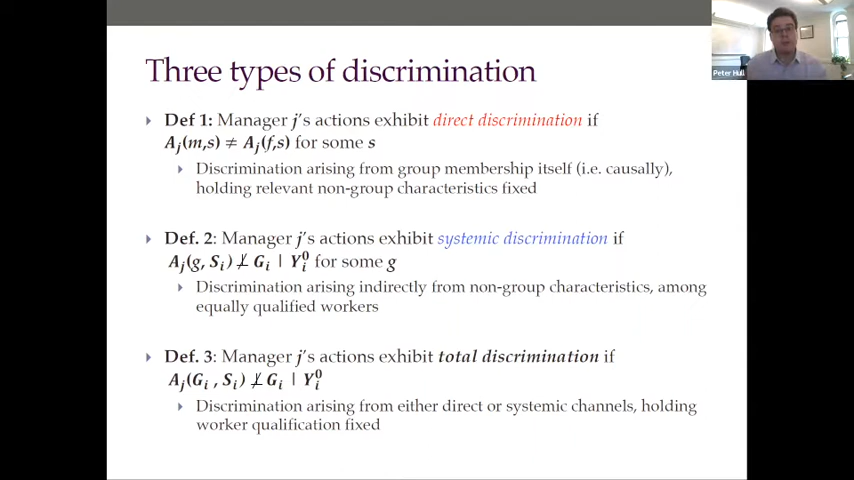 Three types of discrimination
Def 1: Manager j's actions exhibit direct discrimination if
Aj(m,s) ≠ Aj(f,s) for some s
Discrimination arising from group membership itself (i.e. causally),
holding relevant non-group characteristics fixed
Def. 2: Manager j's actions exhibit systemic discrimination if
Aj(g, Si) ⊥̸ Gi | Yi⁰ for some g
Discrimination arising indirectly from non-group characteristics, among
equally qualified workers
Def. 3: Manager j's actions exhibit total discrimination if
Aj(Gi , Si) ⊥̸ Gi | Yi⁰
Discrimination arising from either direct or systemic channels, holding
worker qualification fixed
Peter Hull